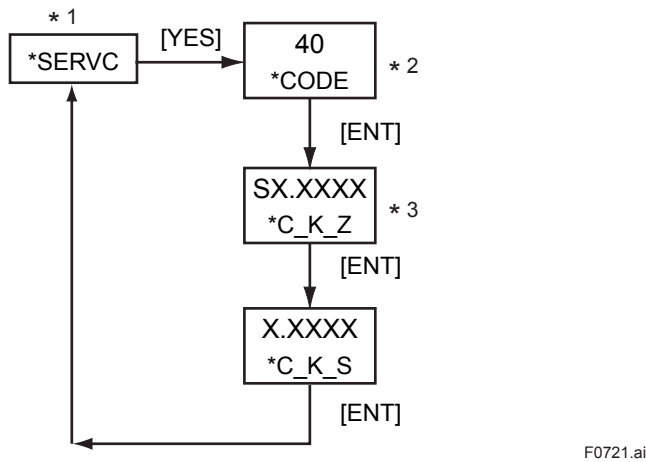 * 1
*SERVC
[YES]
40
*CODE
* 2
[ENT]
SX.XXXX
*C_K_Z
* 3
[ENT]
X.XXXX
*C_K_S
[ENT]
F0721.ai